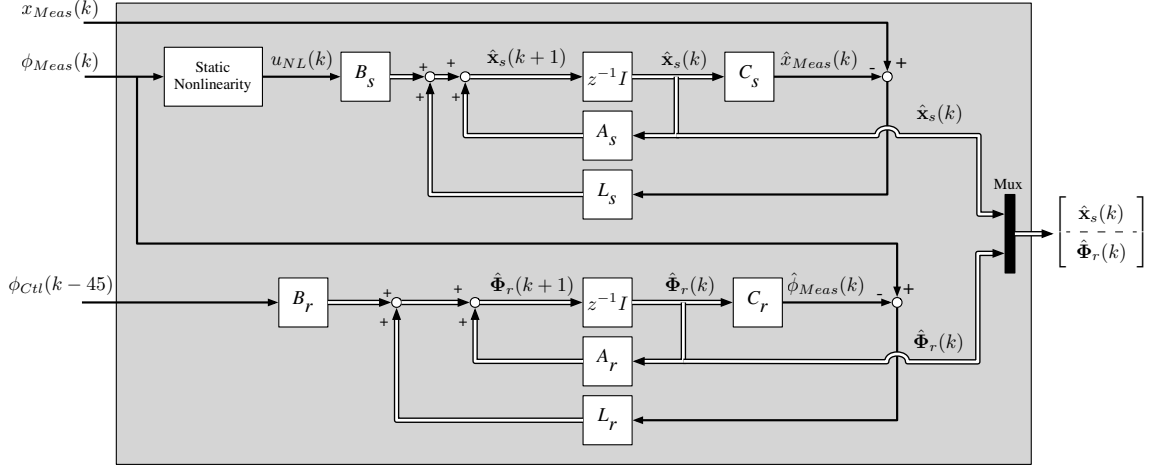 x_{Meas}(k)
ϕ_{Meas}(k)
Static
Nonlinearity
u_{NL}(k)
B_s
+
+
+
+
x̂_s(k+1)
z^{-1}I
x̂_s(k)
C_s
x̂_{Meas}(k)
-
+
A_s
x̂_s(k)
L_s
Mux
[x̂_s(k)
Φ̂_r(k)]
ϕ_{Ctl}(k−45)
B_r
+
+
+
+
Φ̂_r(k+1)
z^{-1}I
Φ̂_r(k)
C_r
ϕ̂_{Meas}(k)
-
+
A_r
Φ̂_r(k)
L_r